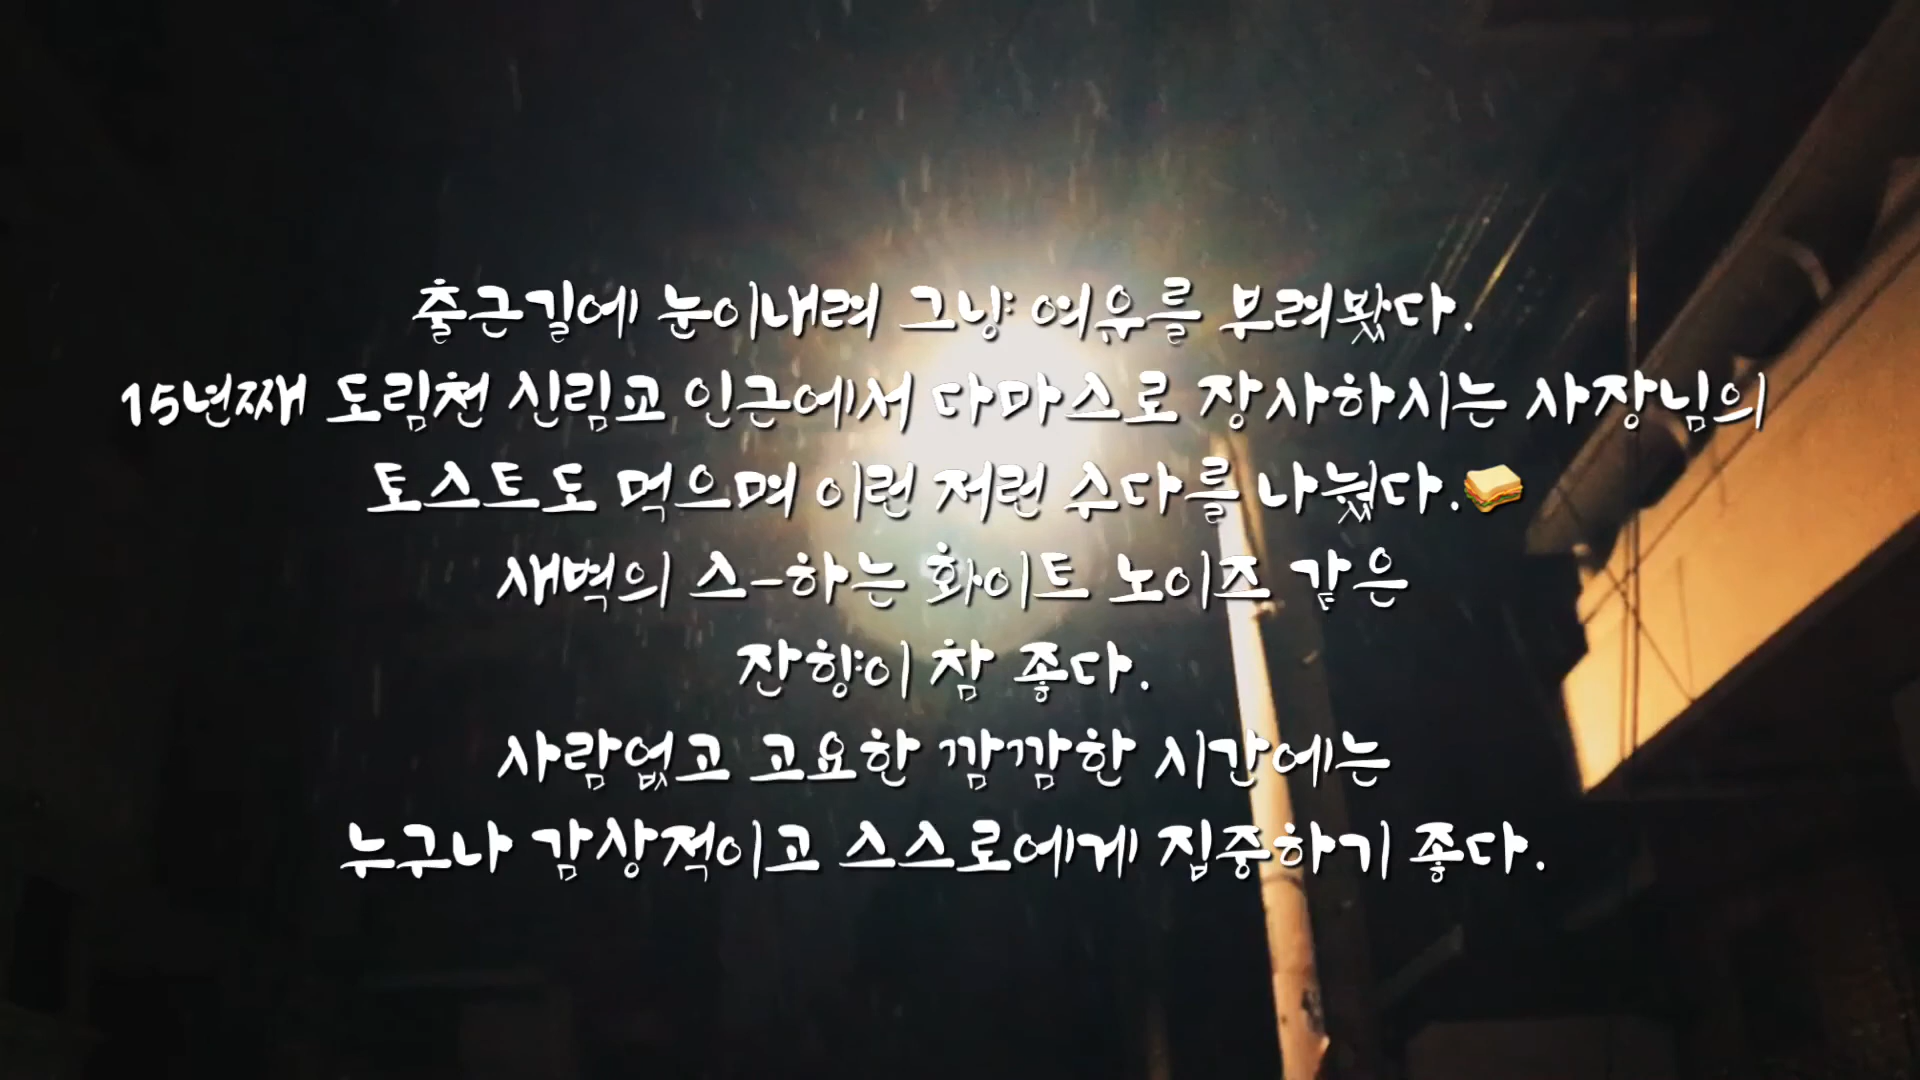 출근길에 눈이내려 그냥 여유를 부려봤다.
15년째 도림천 신림교 인근에서 다마스로 장사하시는 사장님의
토스트도 먹으며 이런 저런 수다를 나눴다.🥪
새벽의 스-하는 화이트 노이즈 같은
잔향이 참 좋다.
사람없고 고요한 깜깜한 시간에는
누구나 감상적이고 스스로에게 집중하기 좋다.